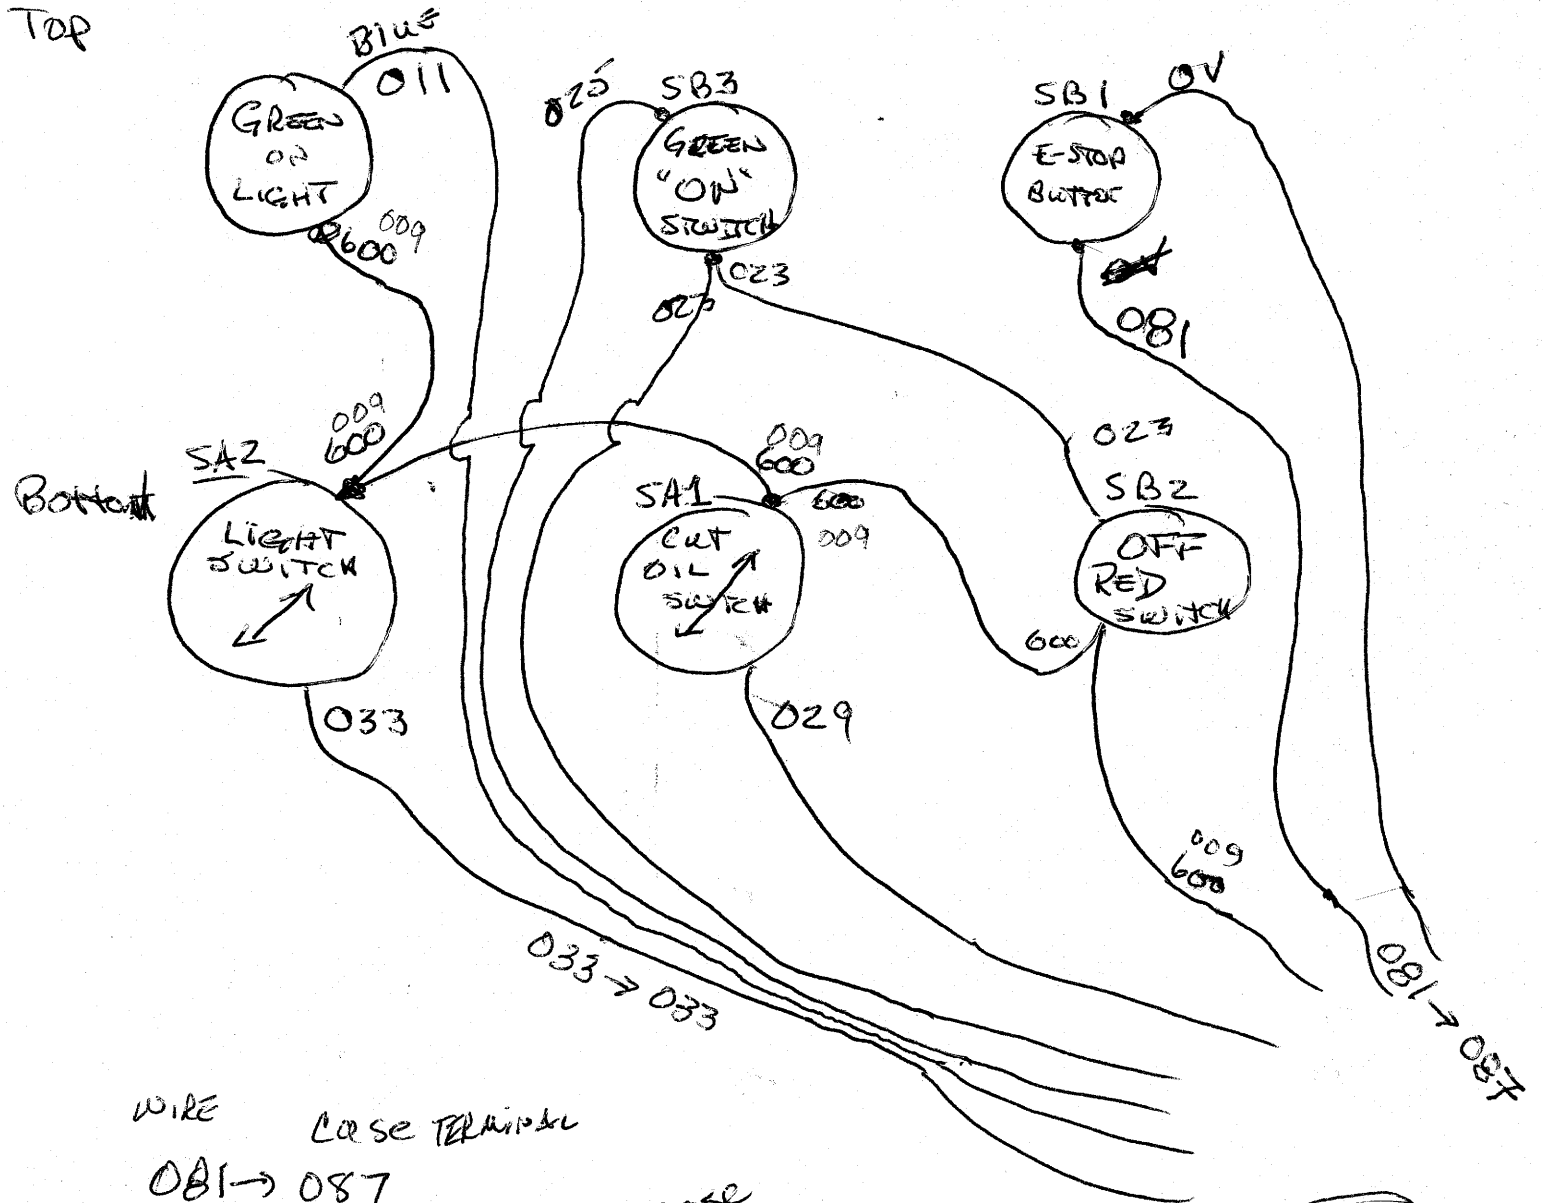 Top
Blue
011
GREEN
ON
LIGHT
009
600
025
SB3
GREEN
"ON"
SWITCH
023
023
SB1
0V
E-STOP
BUTTON
081
009
600
SA2
Bottom
LIGHT
SWITCH
033
009
600
SA1
600
009
CUT
OIL
SWITCH
029
023
SB2
OFF
RED
SWITCH
600
009
600
033→033
081→087
WIRE
Case TERMINAL
081→087